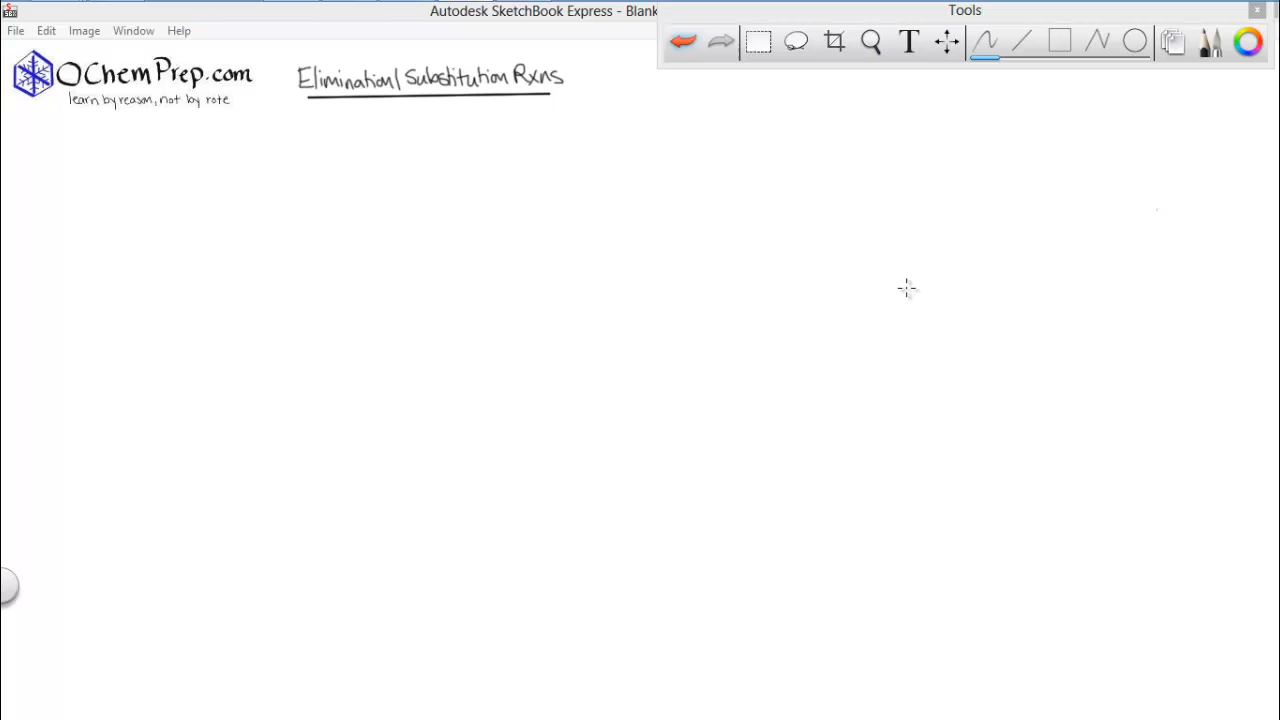 Autodesk SketchBook Express - Blank
Tools
File Edit Image Window Help
T
OChemPrep.com
learn by reason, not by rote
Elimination/Substitution Rxns